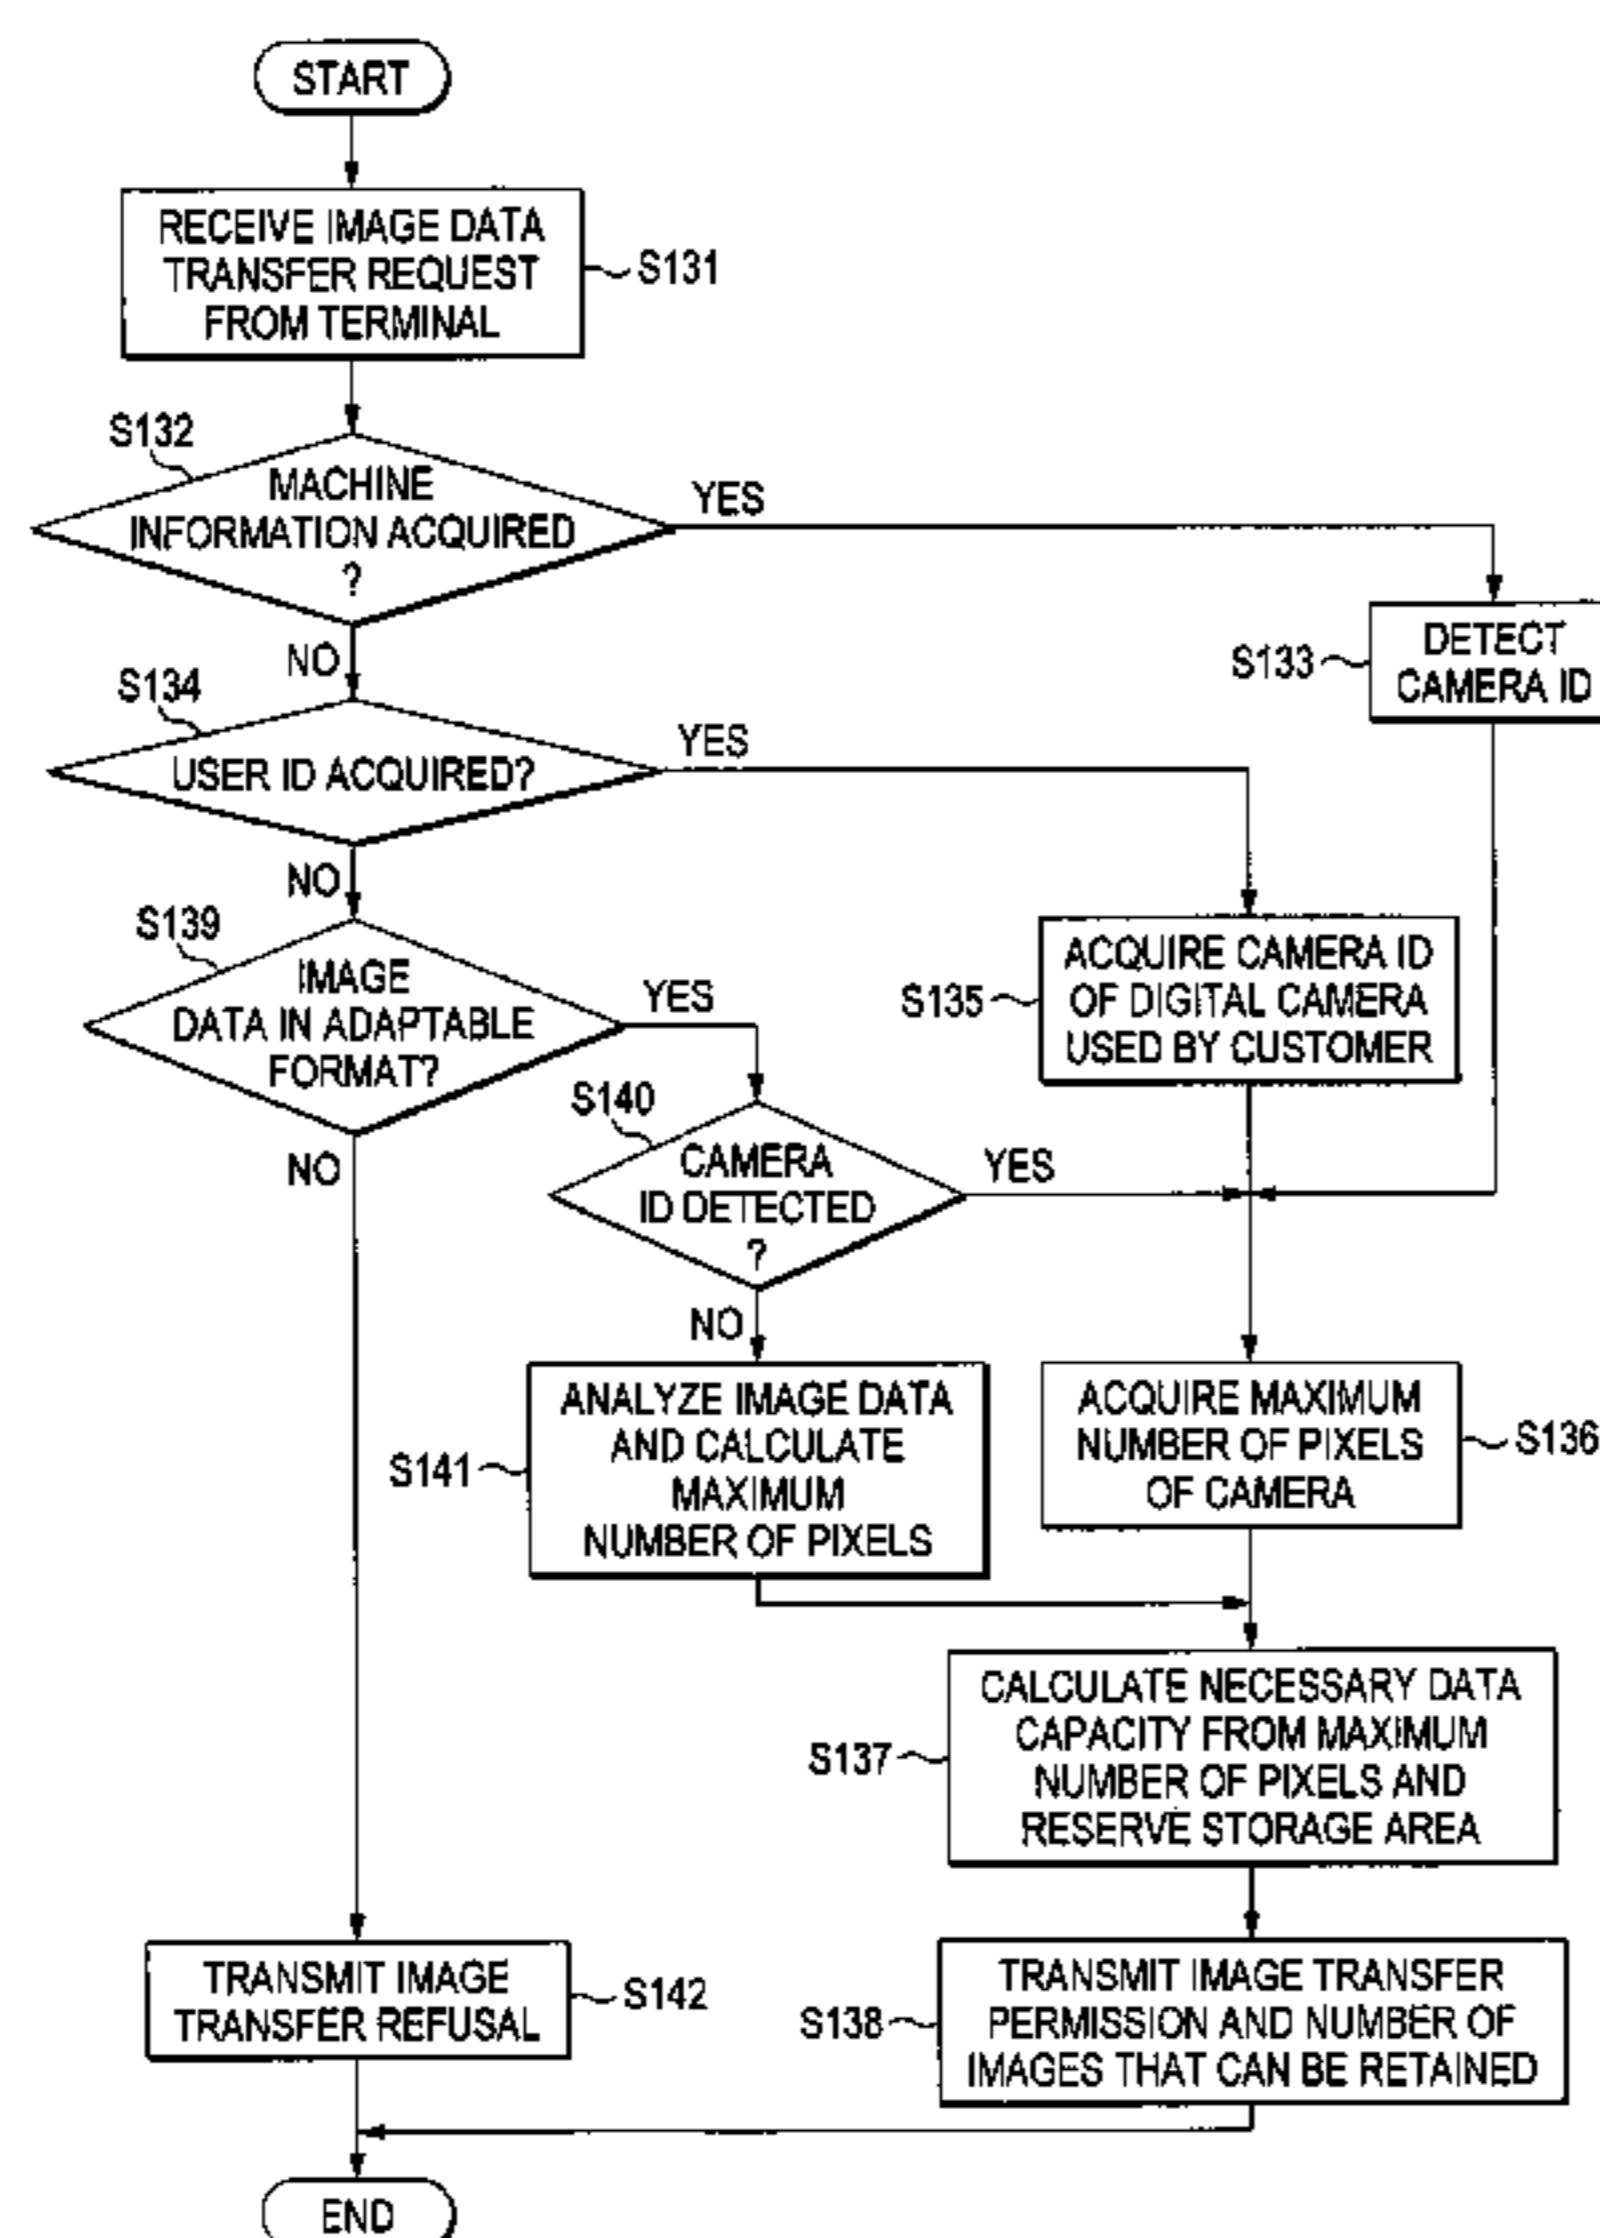 START
RECEIVE IMAGE DATA
TRANSFER REQUEST
FROM TERMINAL
S131
S132
MACHINE
INFORMATION ACQUIRED
?
YES
NO
DETECT
CAMERA ID
S133
S134
USER ID ACQUIRED?
YES
NO
S139
IMAGE
DATA IN ADAPTABLE
FORMAT?
YES
NO
S135
ACQUIRE CAMERA ID
OF DIGITAL CAMERA
USED BY CUSTOMER
S140
CAMERA
ID DETECTED
?
YES
NO
S141
ANALYZE IMAGE DATA
AND CALCULATE
MAXIMUM
NUMBER OF PIXELS
ACQUIRE MAXIMUM
NUMBER OF PIXELS
OF CAMERA
S136
S137
CALCULATE NECESSARY DATA
CAPACITY FROM MAXIMUM
NUMBER OF PIXELS AND
RESERVE STORAGE AREA
TRANSMIT IMAGE
TRANSFER REFUSAL
S142
S138
TRANSMIT IMAGE TRANSFER
PERMISSION AND NUMBER OF
IMAGES THAT CAN BE RETAINED
END